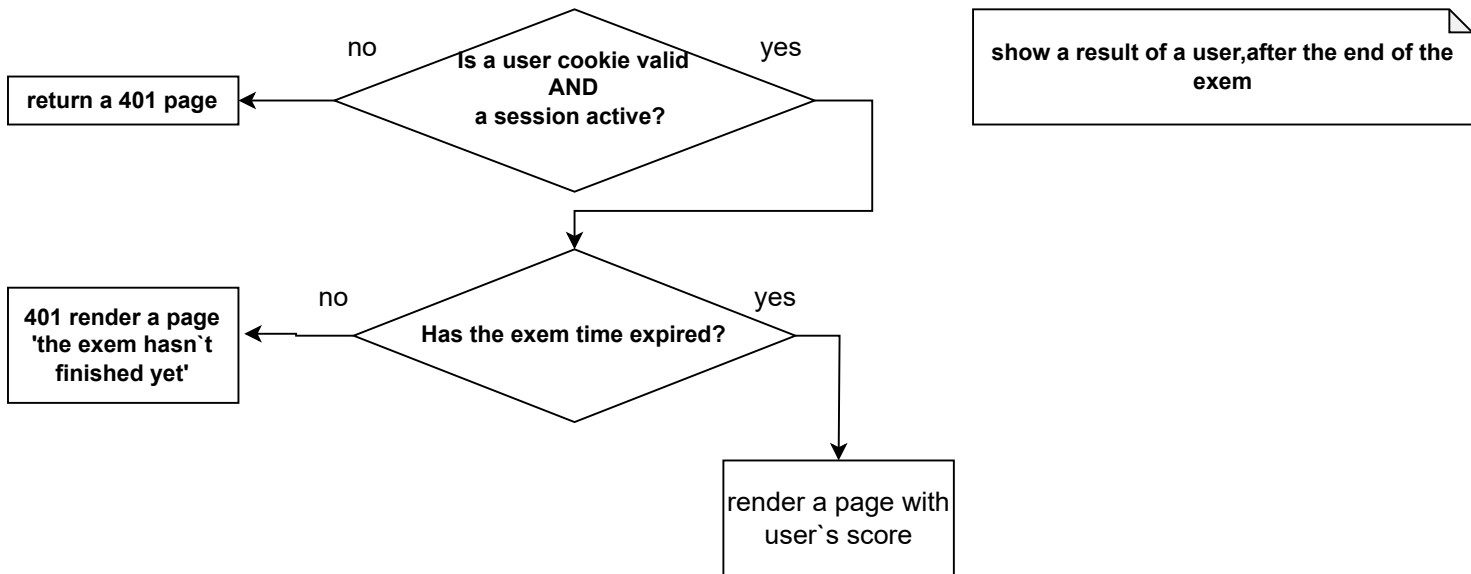 no
Is a user cookie valid
AND
a session active?
yes
return a 401 page
show a result of a user,after the end of the
exem
no
Has the exem time expired?
yes
401 render a page
'the exem hasn`t
finished yet'
render a page with
user`s score